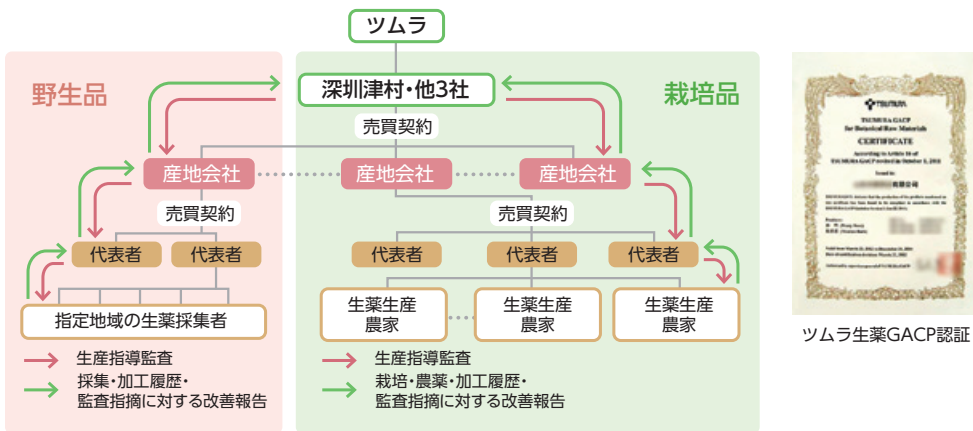 ツムラ
野生品
深圳津村・他3社
栽培品
売買契約
産地会社
産地会社
産地会社
売買契約
売買契約
代表者
代表者
代表者
代表者
代表者
指定地域の生薬採集者
生薬生産
農家
生薬生産
農家
生薬生産
農家
生産指導監査
採集・加工履歴・
監査指摘に対する改善報告
生産指導監査
栽培・農薬・加工履歴・
監査指摘に対する改善報告
TSUMURA
TSUMURA GACP
for Botanical Raw Materials
CERTIFICATE
ツムラ生薬GACP認証